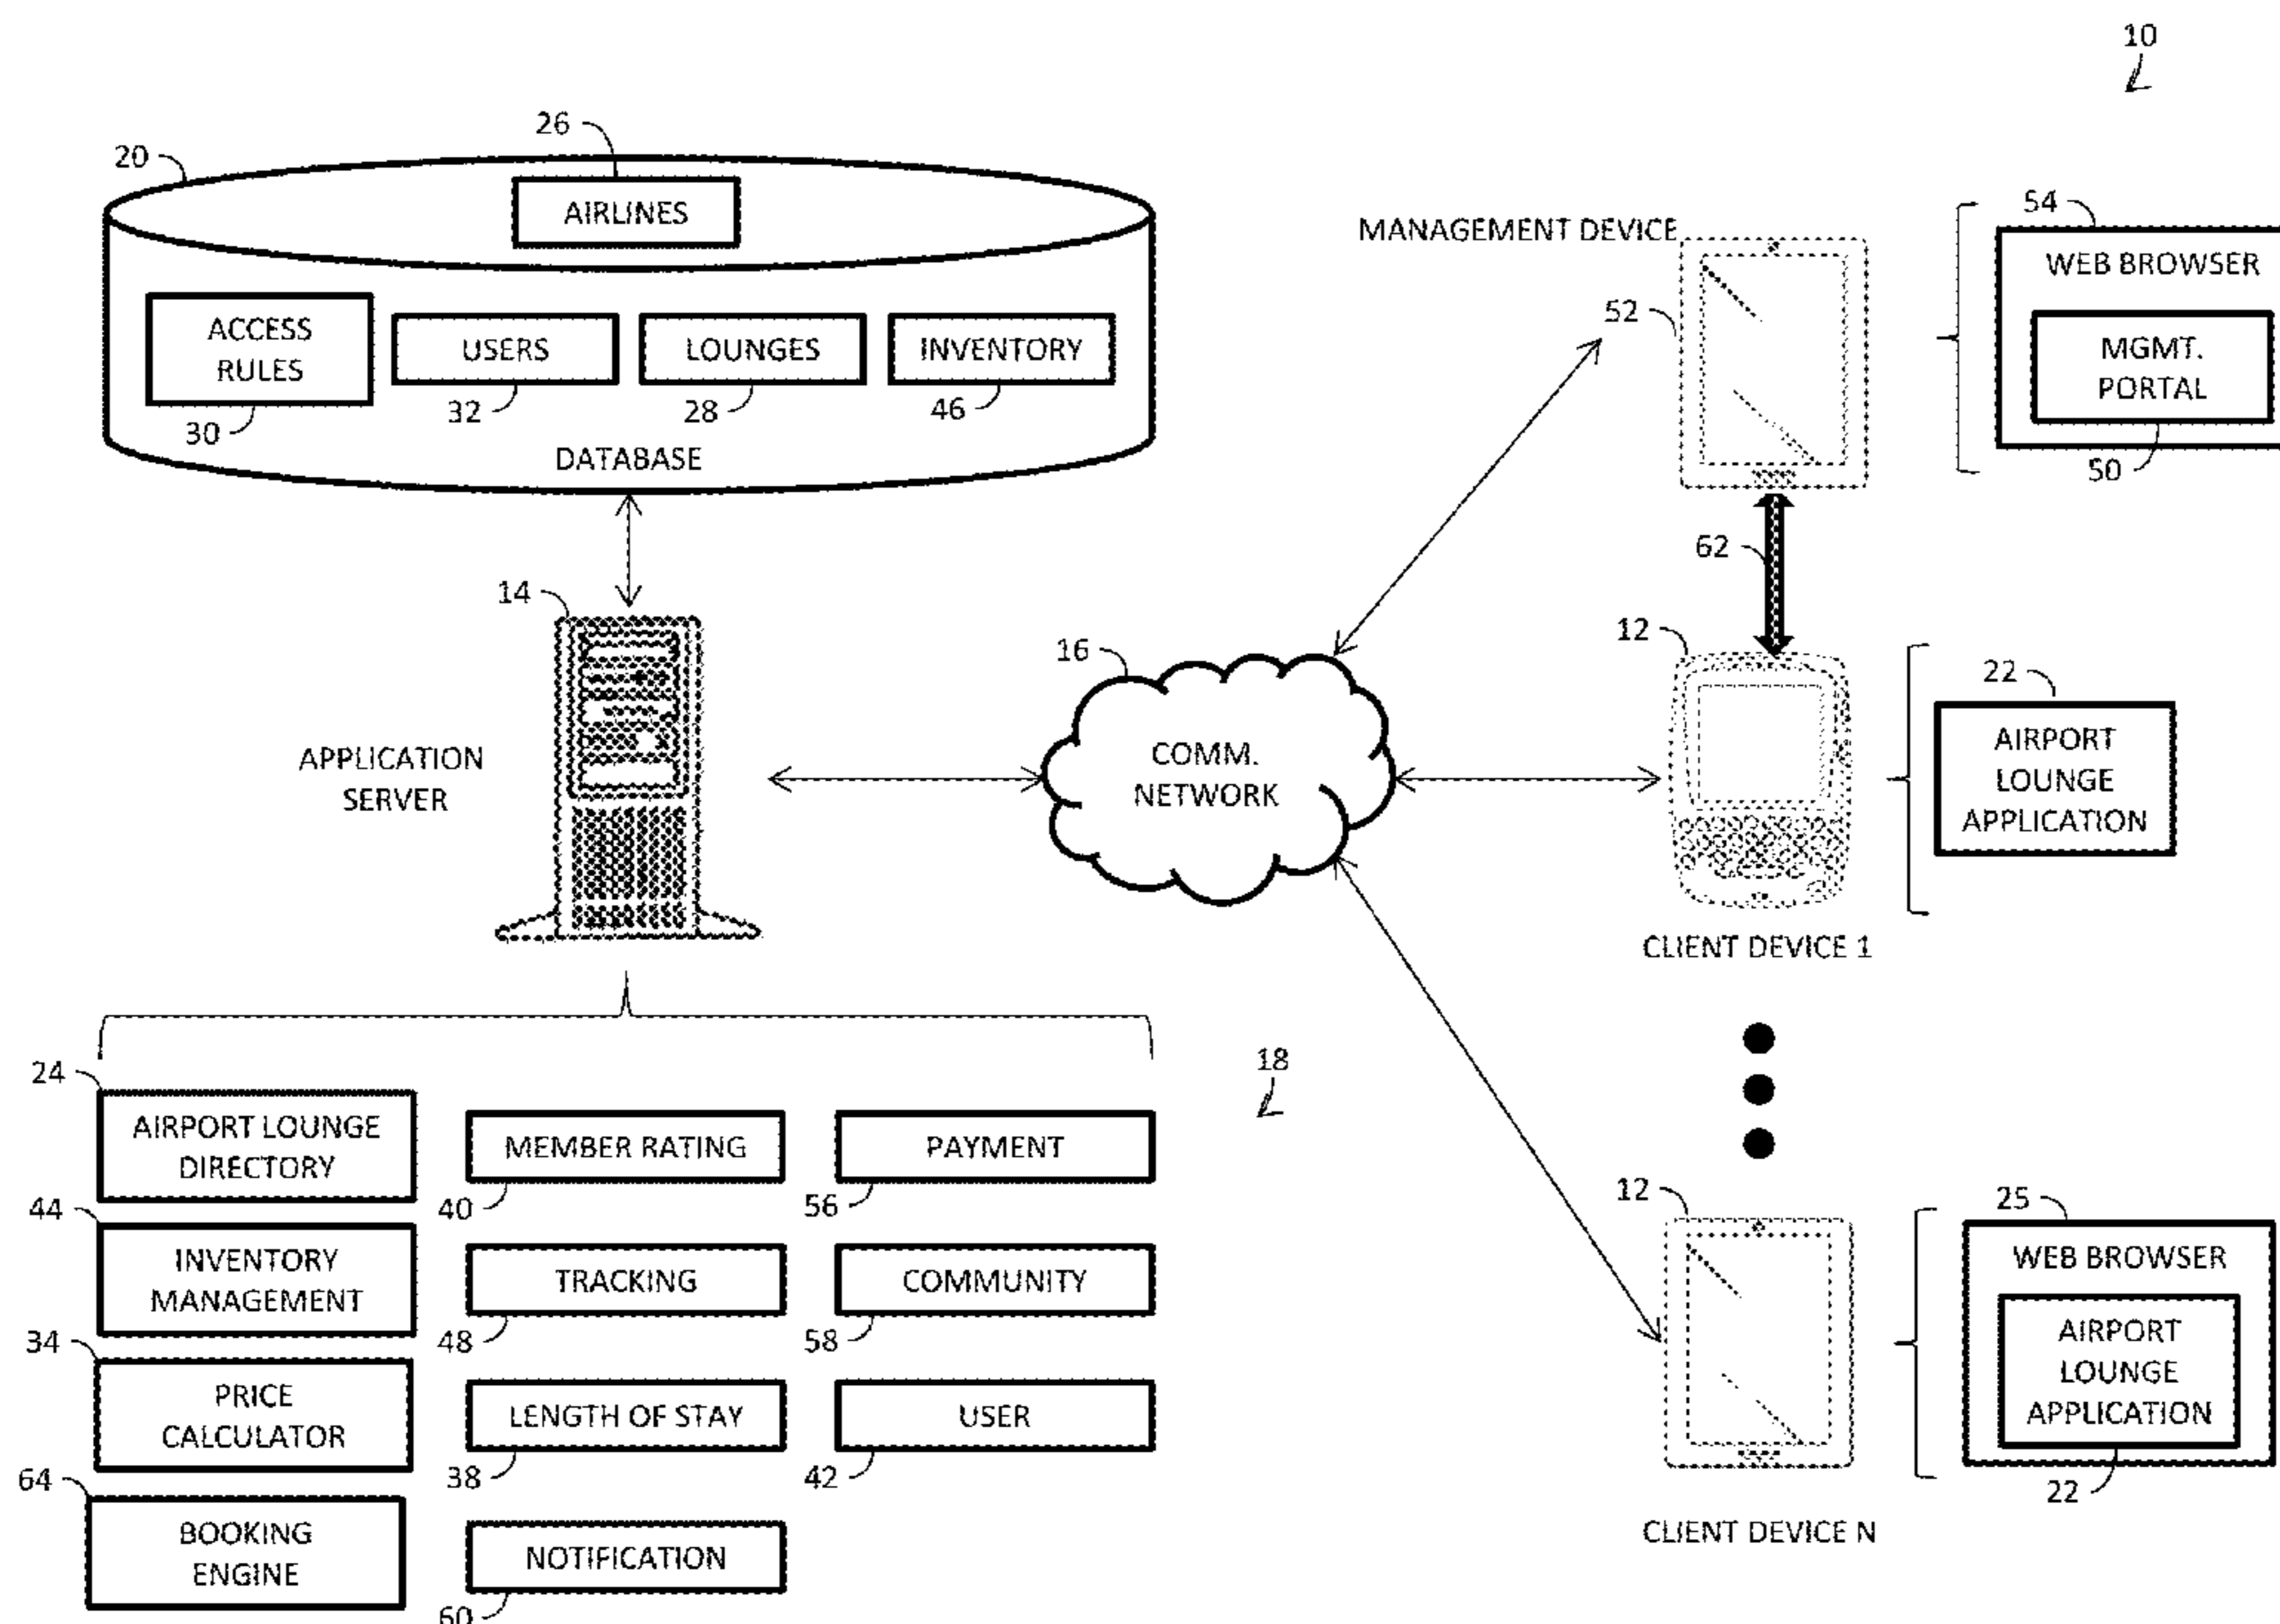 10
26
20
AIRLINES
ACCESS
RULES
USERS
LOUNGES
INVENTORY
30
32
28
46
DATABASE
MANAGEMENT DEVICE
52
54
WEB BROWSER
MGMT.
PORTAL
50
62
14
APPLICATION
SERVER
16
COMM.
NETWORK
12
22
AIRPORT
LOUNGE
APPLICATION
CLIENT DEVICE 1
18
24
AIRPORT LOUNGE
DIRECTORY
MEMBER RATING
40
PAYMENT
56
44
INVENTORY
MANAGEMENT
TRACKING
48
COMMUNITY
58
34
PRICE
CALCULATOR
LENGTH OF STAY
38
USER
42
64
BOOKING
ENGINE
NOTIFICATION
60
12
25
WEB BROWSER
AIRPORT
LOUNGE
APPLICATION
22
CLIENT DEVICE N